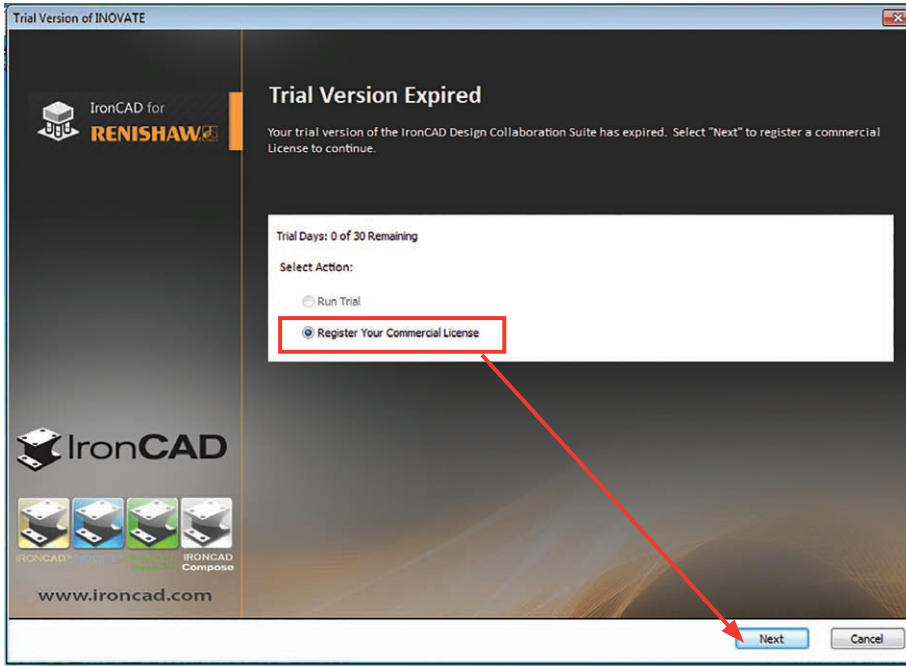 Trial Version of INOVATE
IronCAD for
RENISHAW
Trial Version Expired
Your trial version of the IronCAD Design Collaboration Suite has expired.  Select "Next" to register a commercial
License to continue.
Trial Days: 0 of 30 Remaining
Select Action:
Run Trial
Register Your Commercial License
IronCAD
IRONCAD
IRONCAD
Compose
www.ironcad.com
Next
Cancel